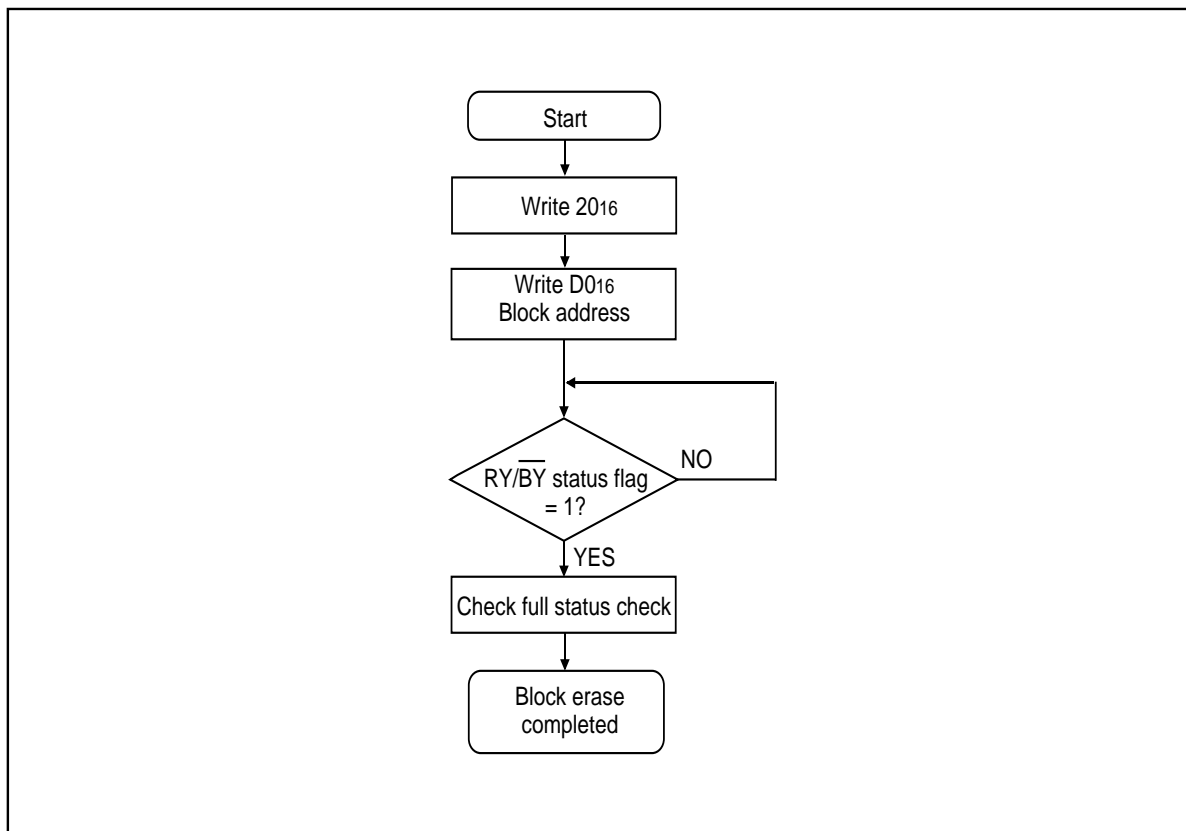 Start
Write 2016
Write D016
Block address
NO
RY/B̅Y̅ status flag
= 1?
YES
Check full status check
Block erase
completed